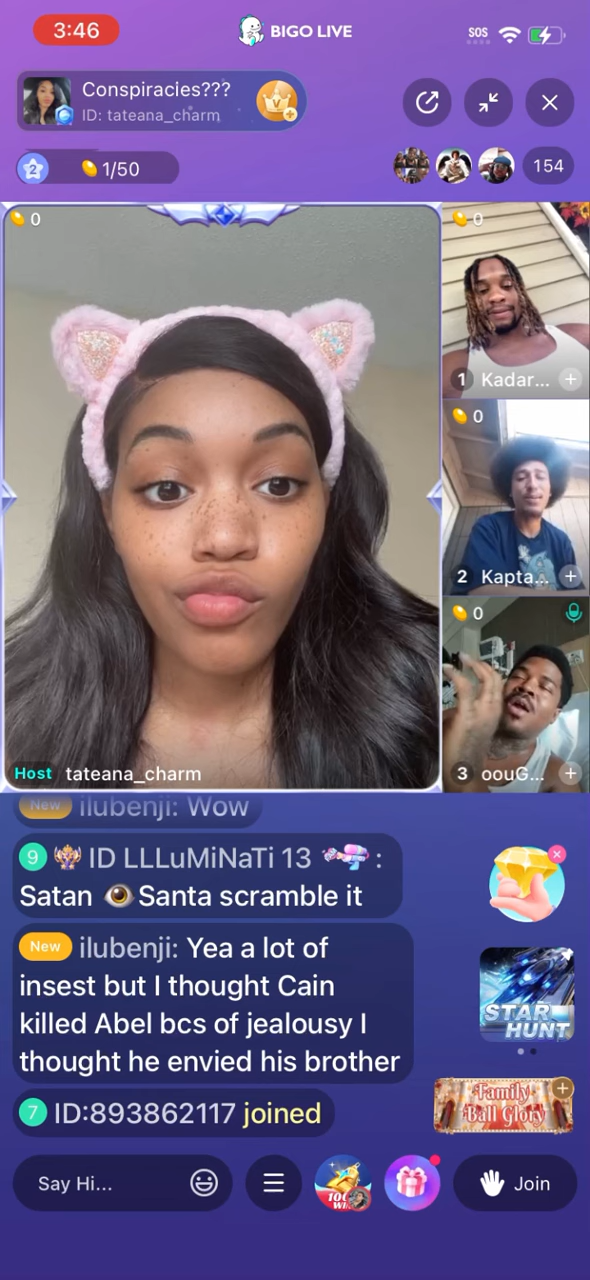 3:46
BIGO LIVE
SOS
Conspiracies???
ID: tateana_charm
V
2
1/50
154
0
0
1 Kadar...
0
2 Kapta...
0
3 oouG...
Host tateana_charm
New ilubenji: Wow
9 ID LLLuMiNaTi 13 :
Satan 👁️Santa scramble it
New ilubenji: Yea a lot of
insest but I thought Cain
killed Abel bcs of jealousy I
thought he envied his brother
7 ID:893862117 joined
STAR
HUNT
Family
Ball Glory
Say Hi...
Join